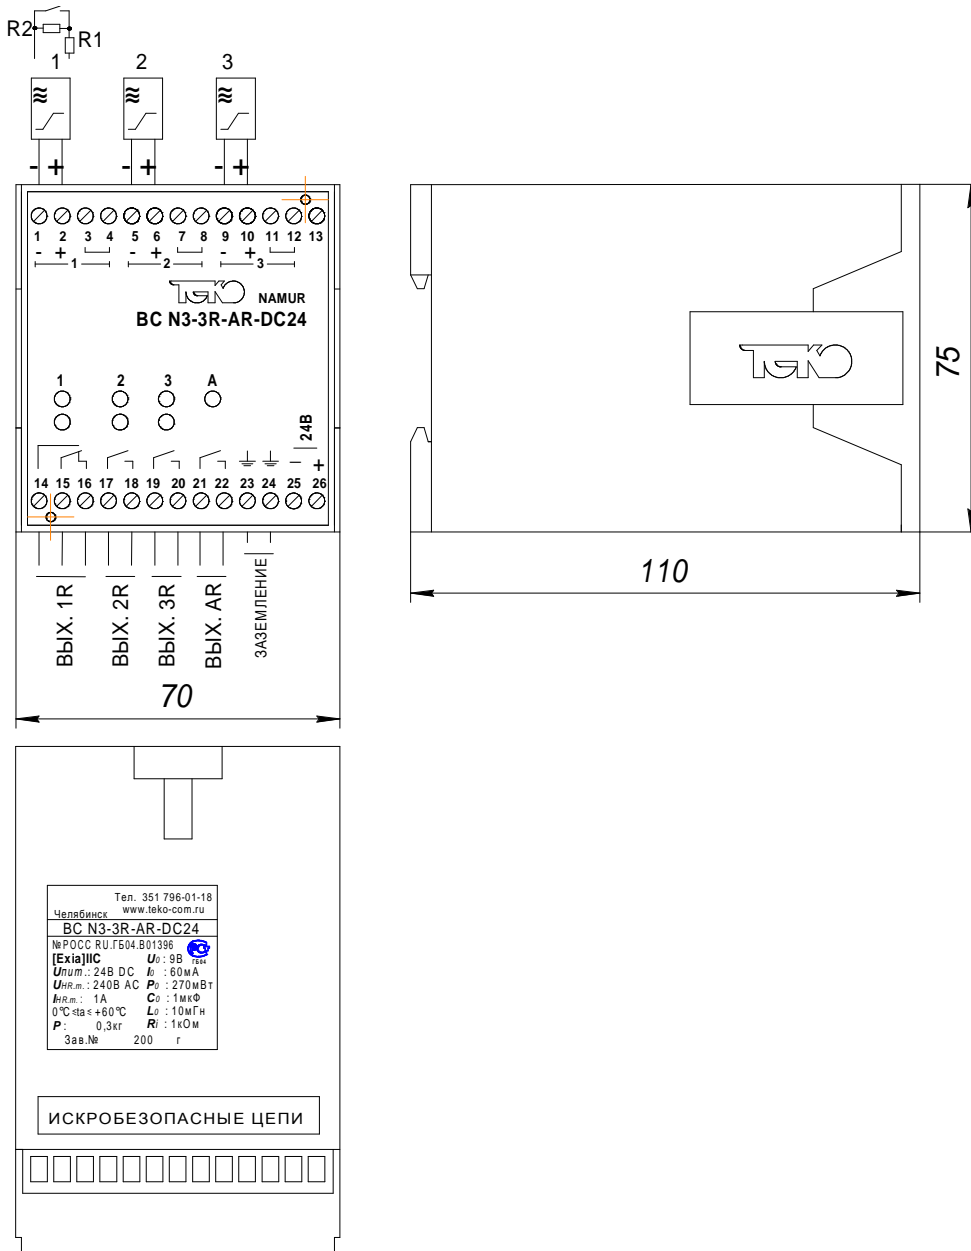 R2
R1
1 2 3
- + - + - +
1 2 3 4 5 6 7 8 9 10 11 12 13
- + - + - +
1 2 3
ТЕКО NAMUR
ВС N3-3R-AR-DC24
1 2 3 A
24В
- +
14 15 16 17 18 19 20 21 22 23 24 25 26
ВЫХ. 1R
ВЫХ. 2R
ВЫХ. 3R
ВЫХ. AR
ЗАЗЕМЛЕНИЕ
70
ТЕКО
75
110
Тел. 351 796-01-18
Челябинск www.teko-com.ru
ВС N3-3R-AR-DC24
№РОСС RU.ГБ04.В01396
[Exia]IIC U₀: 9В ГБ04
Uпит.: 24В DC I₀: 60мА
UHR.m.: 240В AC P₀: 270мВт
IHR.m.: 1А C₀: 1мкФ
0°C≤ta≤+60°C L₀: 10мГн
P: 0,3кг Ri: 1кОм
Зав.№ 200 г
ИСКРОБЕЗОПАСНЫЕ ЦЕПИ